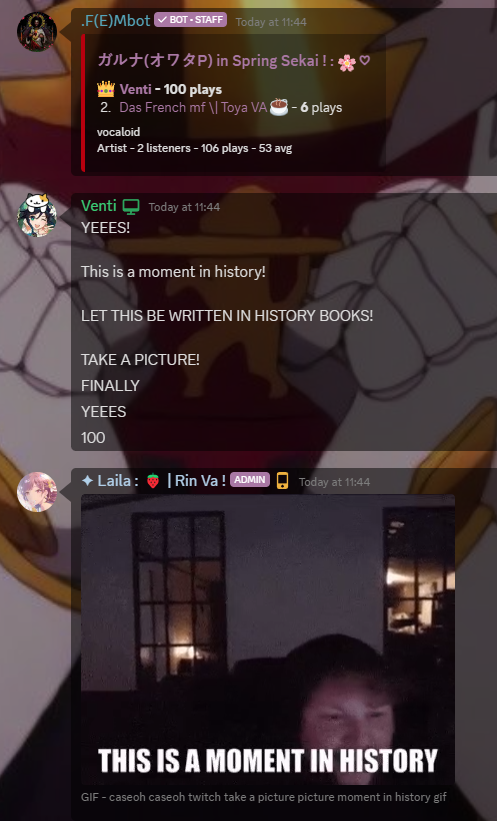 .F(E)Mbot ✓ BOT - STAFF Today at 11:44
ガルナ(オワタP) in Spring Sekai ! : 🌸♡
👑 Venti - 100 plays
2. Das French mf \| Toya VA☕ - 6 plays
vocaloid
Artist - 2 listeners - 106 plays - 53 avg
Venti Today at 11:44
YEEES!
This is a moment in history!
LET THIS BE WRITTEN IN HISTORY BOOKS!
TAKE A PICTURE!
FINALLY
YEEES
100
✦ Laila : 🍓 | Rin Va ! ADMIN Today at 11:44
THIS IS A MOMENT IN HISTORY
GIF - caseoh caseoh twitch take a picture picture moment in history gif